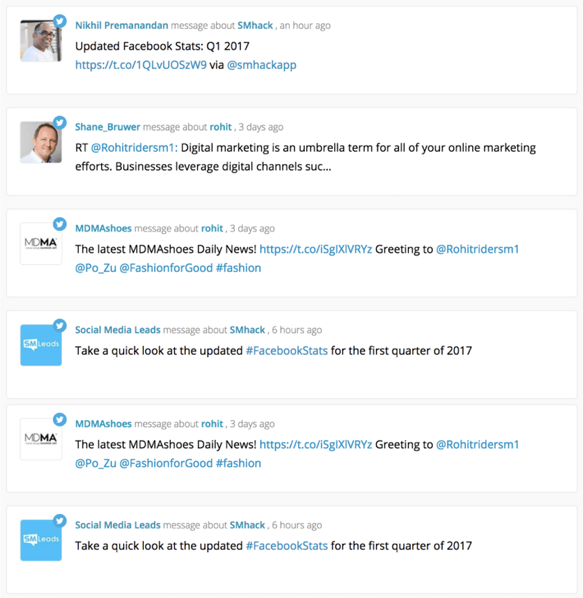 Nikhil Premanandan message about SMhack , an hour ago
Updated Facebook Stats: Q1 2017
https://t.co/1QLvUOSzW9 via @smhackapp
Shane_Bruwer message about rohit , 3 days ago
RT @Rohitridersm1: Digital marketing is an umbrella term for all of your online marketing
efforts. Businesses leverage digital channels suc...
MDMA
MDMAshoes message about rohit , 3 days ago
The latest MDMAshoes Daily News! https://t.co/iSglXlVRYz Greeting to @Rohitridersm1
@Po_Zu @FashionforGood #fashion
SMLeads
Social Media Leads message about SMhack , 6 hours ago
Take a quick look at the updated #FacebookStats for the first quarter of 2017
MDMA
MDMAshoes message about rohit , 3 days ago
The latest MDMAshoes Daily News! https://t.co/iSglXlVRYz Greeting to @Rohitridersm1
@Po_Zu @FashionforGood #fashion
SMLeads
Social Media Leads message about SMhack , 6 hours ago
Take a quick look at the updated #FacebookStats for the first quarter of 2017